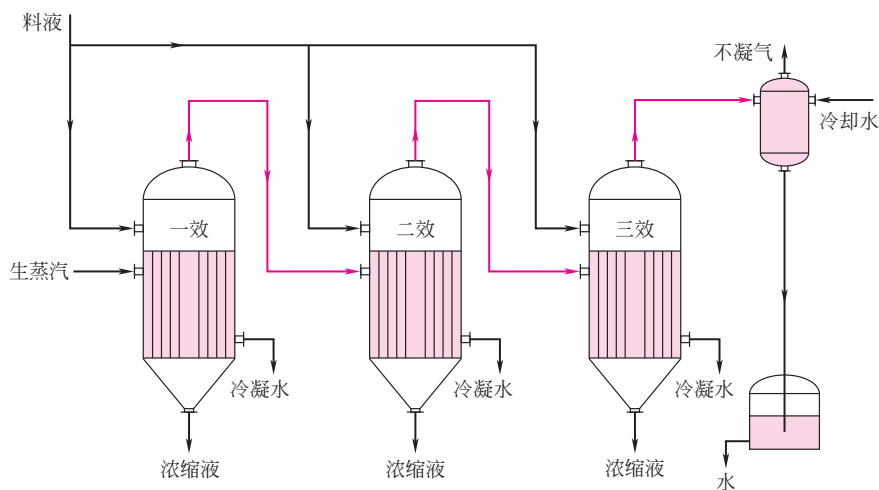 料液
不凝气
冷却水
一效
二效
三效
生蒸汽
冷凝水
冷凝水
冷凝水
浓缩液
浓缩液
浓缩液
水